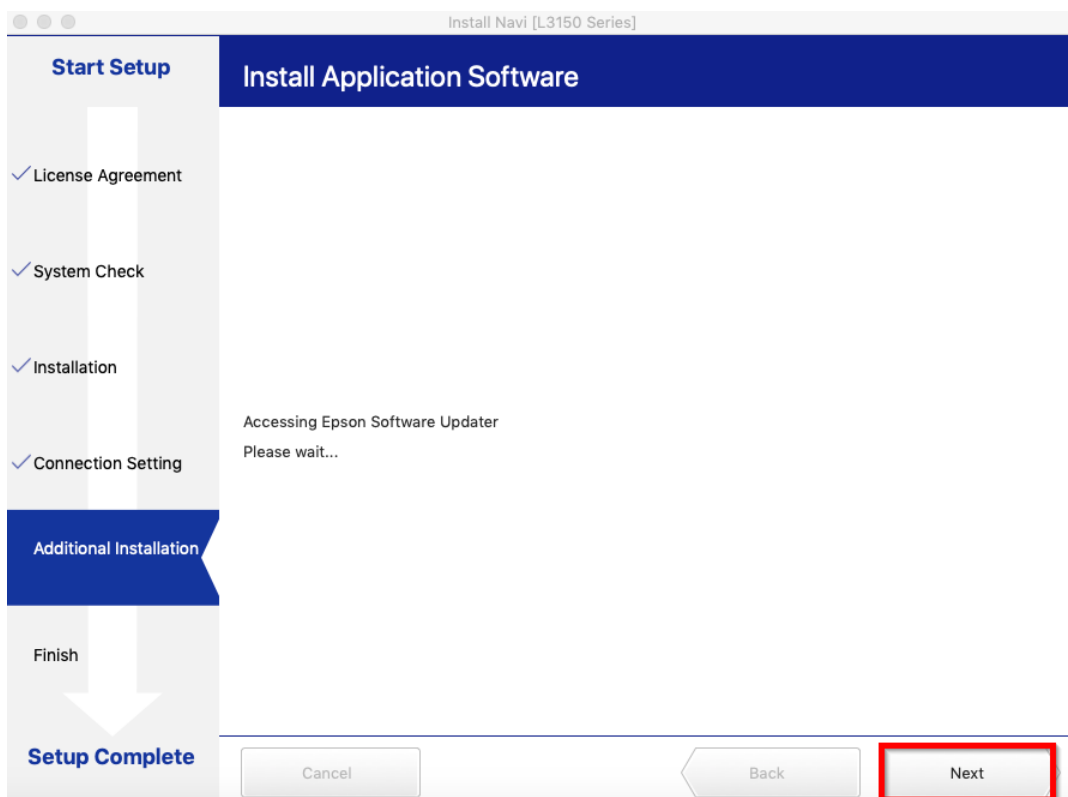 Install Navi [L3150 Series]
Start Setup
License Agreement
System Check
Installation
Connection Setting
Additional Installation
Finish
Setup Complete
Install Application Software
Accessing Epson Software Updater
Please wait...
Cancel
Back
Next